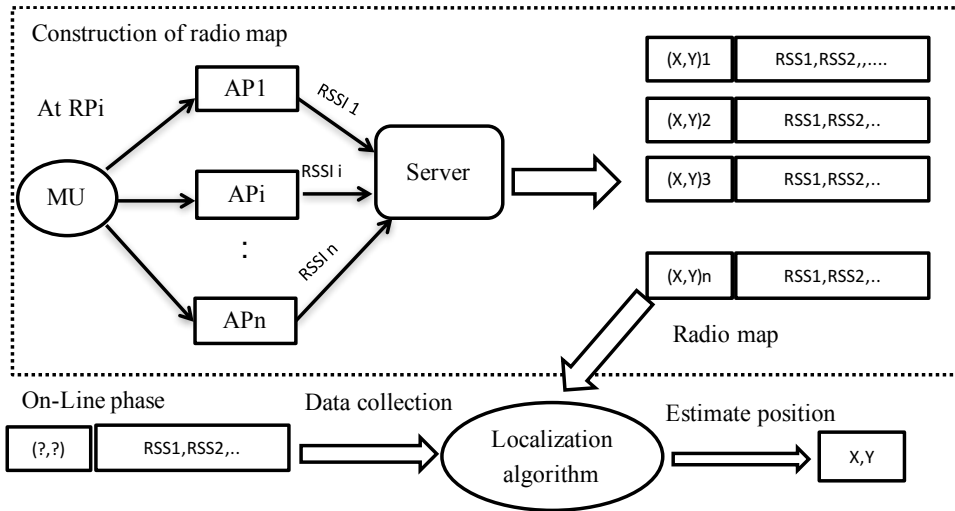 Construction of radio map
At RPi
MU
AP1
APi
:
APn
RSSI 1
RSSI i
RSSI n
Server
(X,Y)1 RSS1,RSS2,,....
(X,Y)2 RSS1,RSS2,..
(X,Y)3 RSS1,RSS2,..
(X,Y)n RSS1,RSS2,..
Radio map
On-Line phase
(?,?) RSS1,RSS2,..
Data collection
Localization
algorithm
Estimate position
X,Y